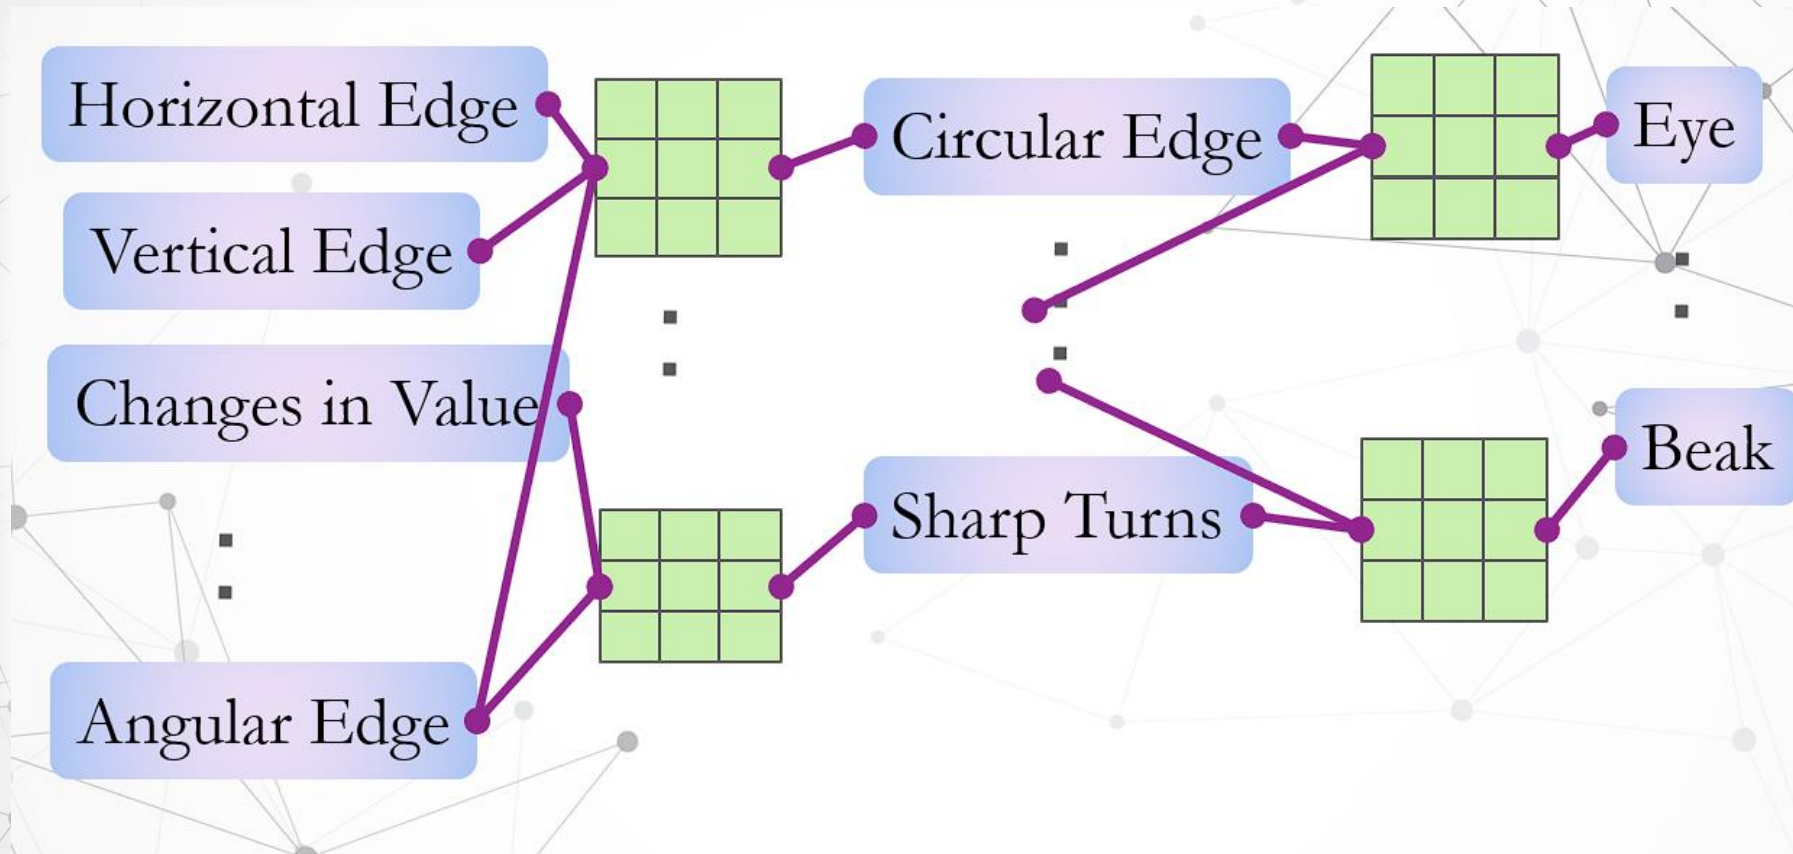 Horizontal Edge
Vertical Edge
Changes in Value
Angular Edge
Circular Edge
Sharp Turns
Eye
Beak